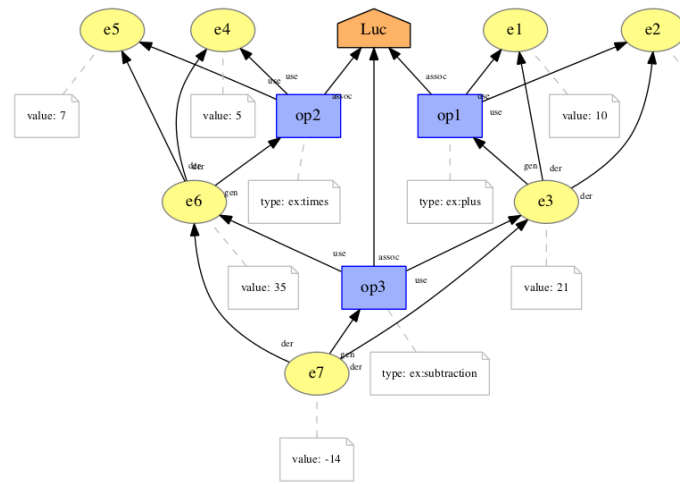 e5
e4
Luc
e1
e2
use
use
assoc
assoc
use
use
value: 7
value: 5
op2
op1
value: 10
der
der
gen
gen
der
der
e6
type: ex:times
type: ex:plus
e3
use
assoc
use
value: 35
op3
value: 21
der
gen
der
e7
type: ex:subtraction
value: -14